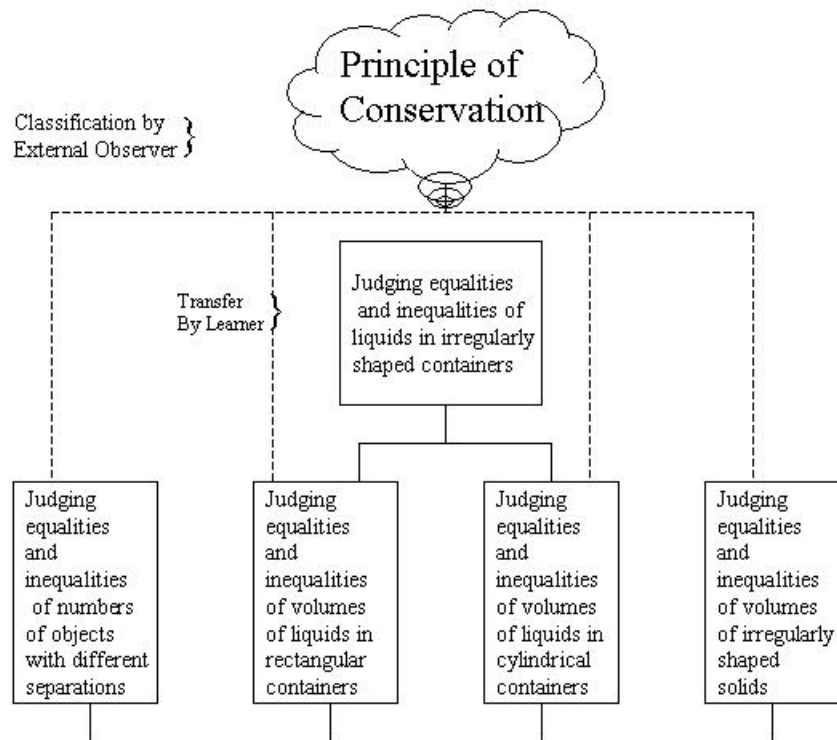 Principle of
Conservation
Classification by
External Observer
Judging equalities
and inequalities of
liquids in irregularly
shaped containers
Transfer
By Learner
Judging
equalities
and
inequalities
of numbers
of objects
with different
separations
Judging
equalities
and
inequalities
of volumes
of liquids in
rectangular
containers
Judging
equalities
and
inequalities
of volumes
of liquids in
cylindrical
containers
Judging
equalities
and
inequalities
of volumes
of irregularly
shaped
solids